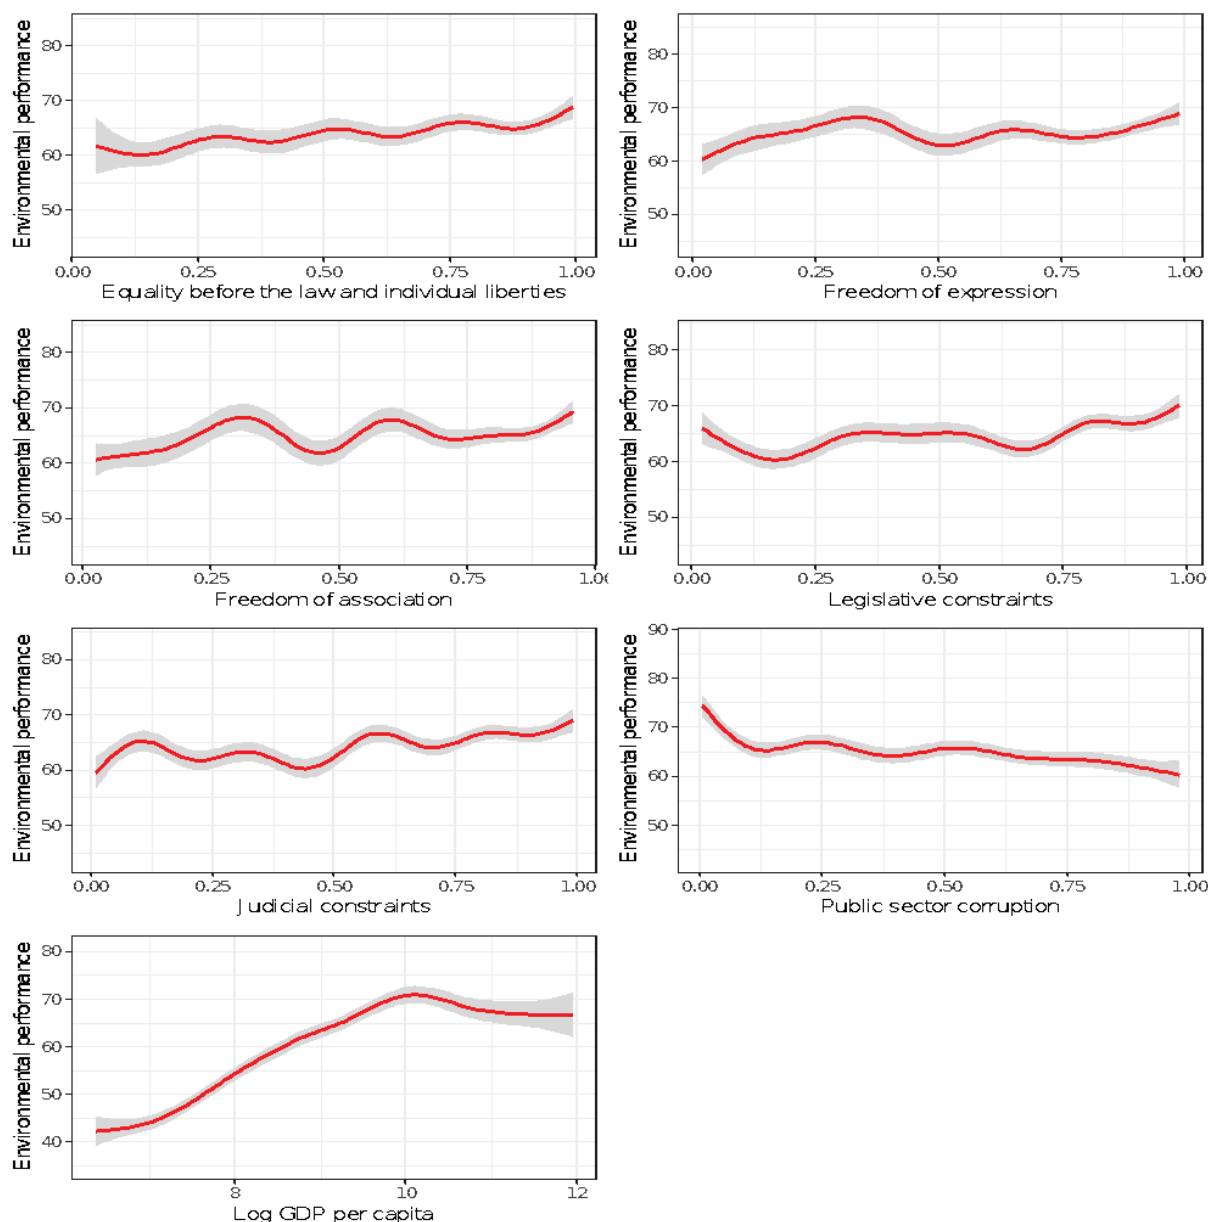 Environmental performance
80
70
60
50
0.00 0.25 0.50 0.75 1.00
Equality before the law and individual liberties
Environmental performance
80
70
60
50
0.00 0.25 0.50 0.75 1.00
Freedom of expression
Environmental performance
80
70
60
50
0.00 0.25 0.50 0.75 1.0(
Freedom of association
Environmental performance
80
70
60
50
0.00 0.25 0.50 0.75 1.00
Legislative constraints
Environmental performance
80
70
60
50
0.00 0.25 0.50 0.75 1.00
Judicial constraints
Environmental performance
90
80
70
60
50
0.00 0.25 0.50 0.75 1.00
Public sector corruption
Environmental performance
80
70
60
50
40
8 10 12
Log GDP per capita